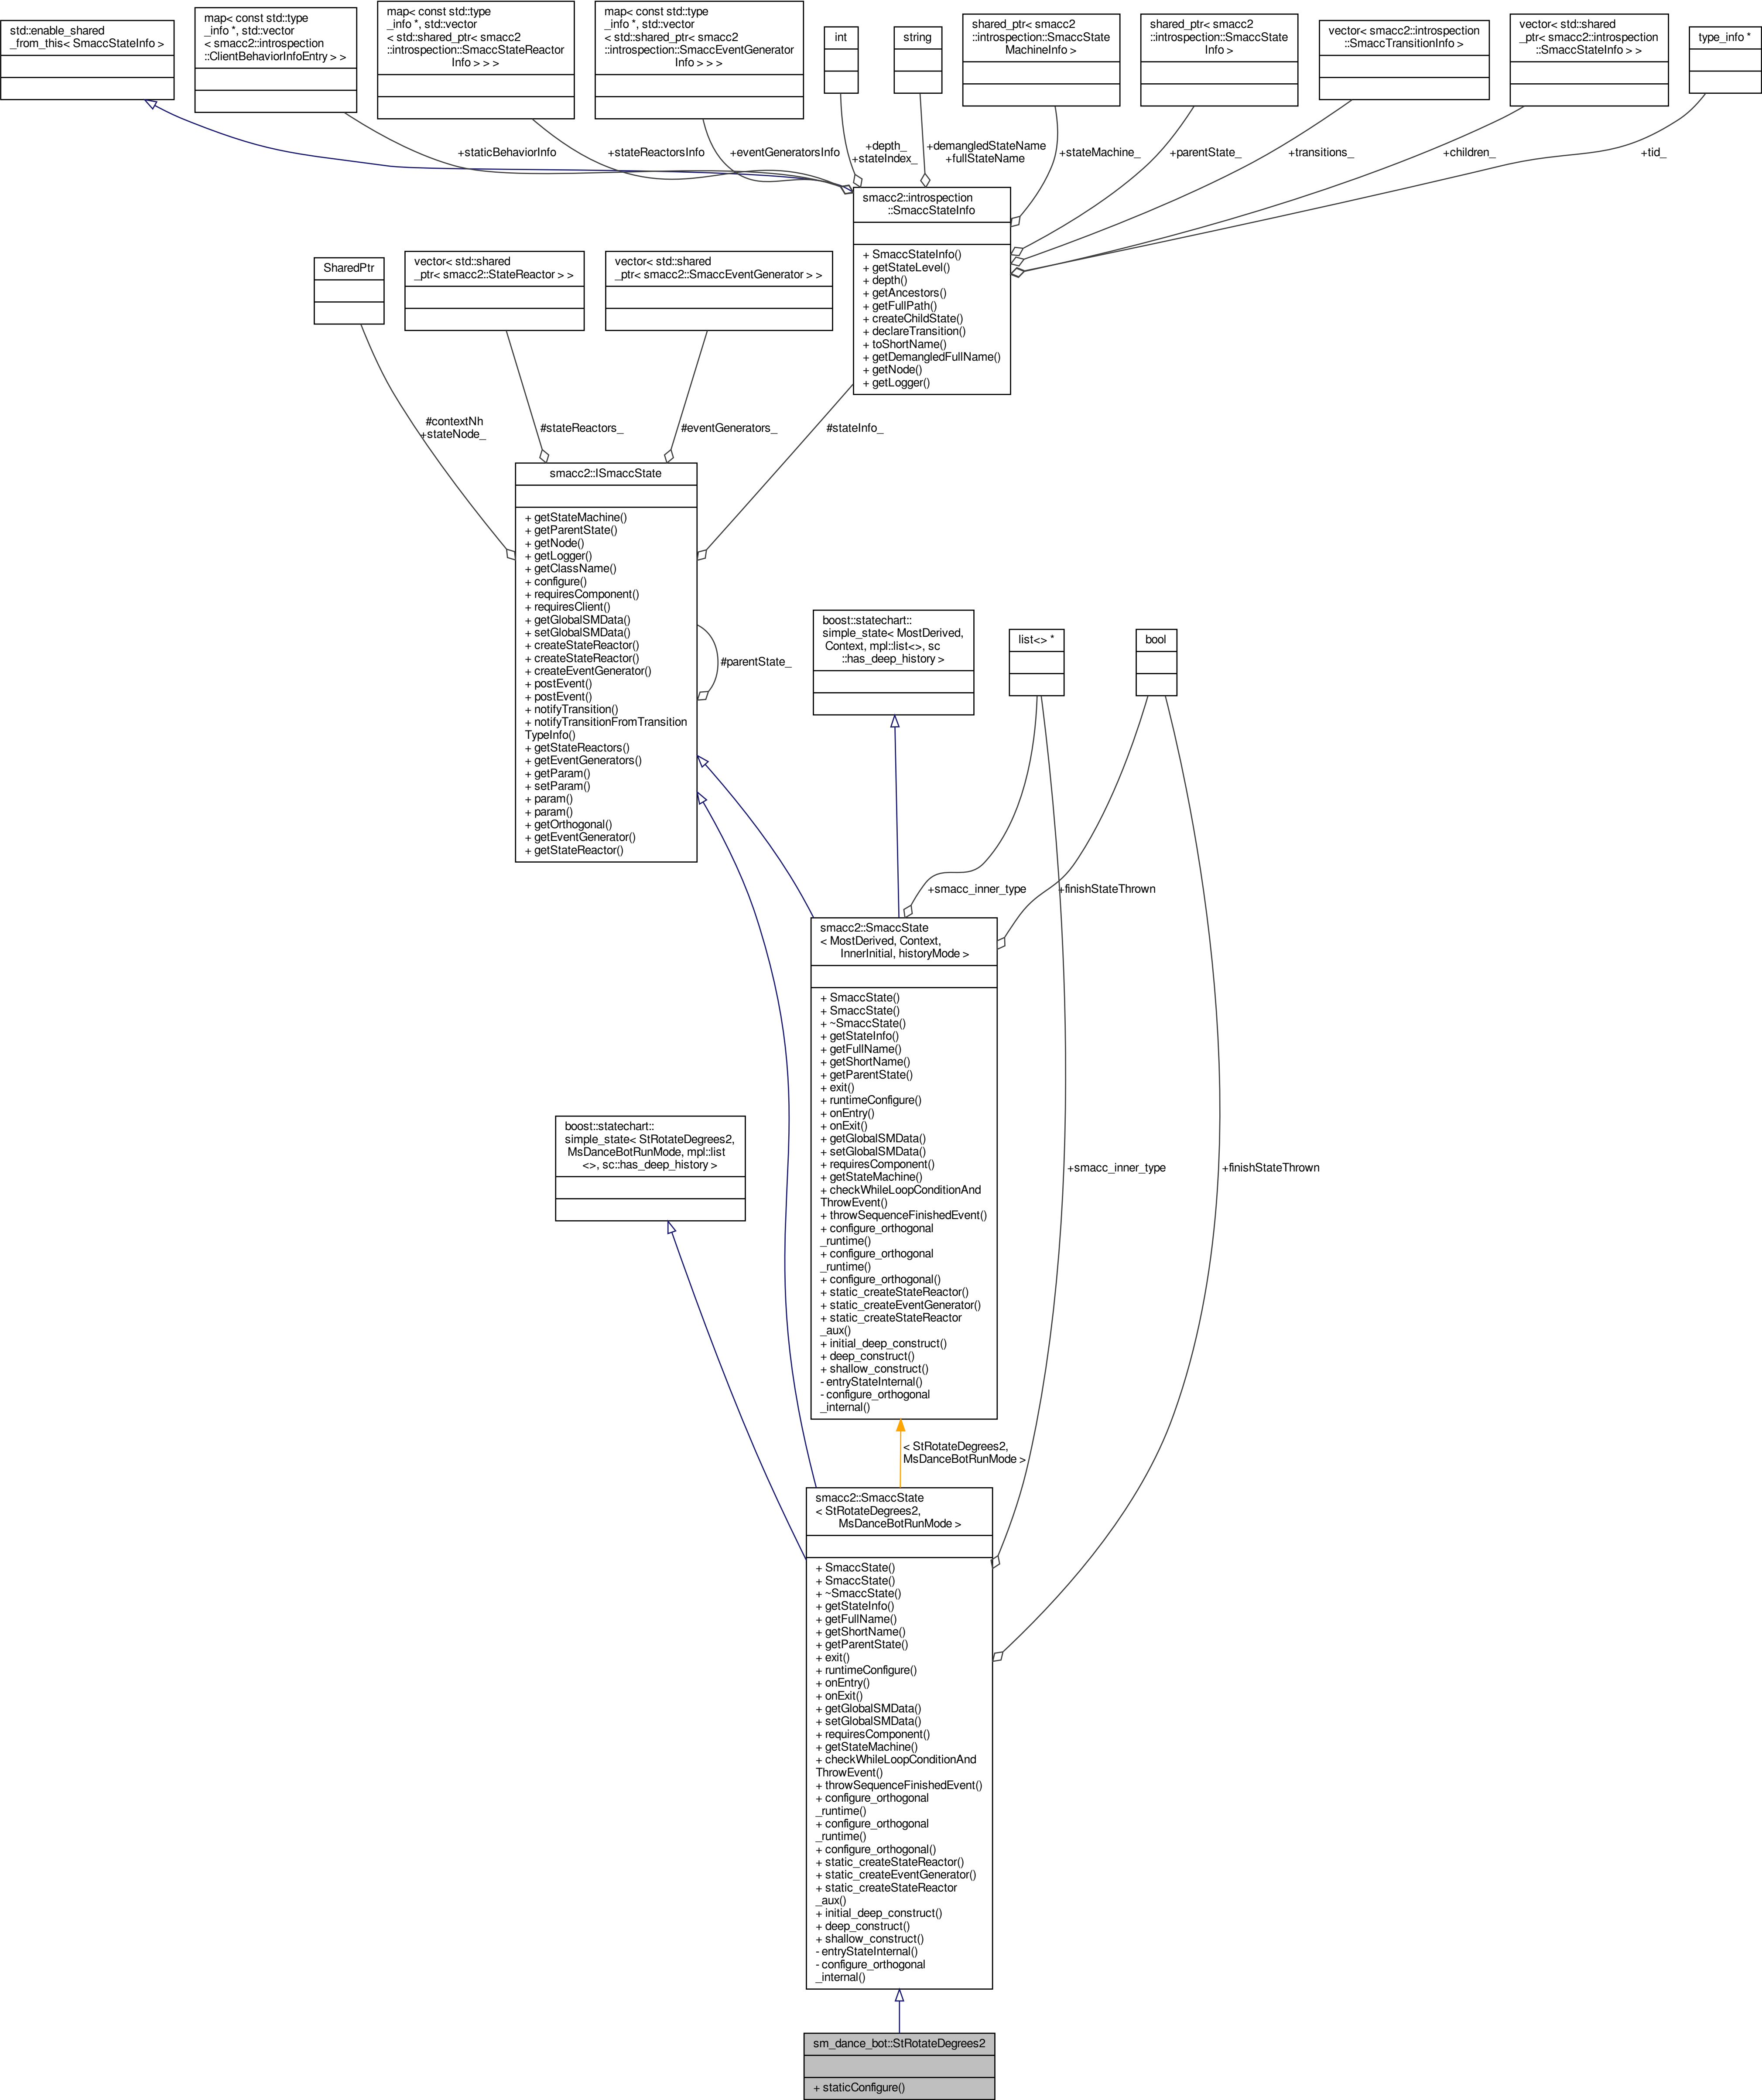 std::enable_shared
_from_this< SmaccStateInfo >
map< const std::type
_info *, std::vector
< smacc2::introspection
::ClientBehaviorInfoEntry > >
map< const std::type
_info *, std::vector
< std::shared_ptr< smacc2
::introspection::SmaccStateReactor
Info > > >
map< const std::type
_info *, std::vector
< std::shared_ptr< smacc2
::introspection::SmaccEventGenerator
Info > > >
int
string
shared_ptr< smacc2
::introspection::SmaccState
MachineInfo >
shared_ptr< smacc2
::introspection::SmaccState
Info >
vector< smacc2::introspection
::SmaccTransitionInfo >
vector< std::shared
_ptr< smacc2::introspection
::SmaccStateInfo > >
type_info *
+staticBehaviorInfo
+stateReactorsInfo
+eventGeneratorsInfo
+depth_
+stateIndex_
+demangledStateName
+fullStateName
+stateMachine_
+parentState_
+transitions_
+children_
+tid_
smacc2::introspection
::SmaccStateInfo
+ SmaccStateInfo()
+ getStateLevel()
+ depth()
+ getAncestors()
+ getFullPath()
+ createChildState()
+ declareTransition()
+ toShortName()
+ getDemangledFullName()
+ getNode()
+ getLogger()
SharedPtr
vector< std::shared
_ptr< smacc2::StateReactor > >
vector< std::shared
_ptr< smacc2::SmaccEventGenerator > >
#contextNh
+stateNode_
#stateReactors_
#eventGenerators_
#stateInfo_
smacc2::ISmaccState
+ getStateMachine()
+ getParentState()
+ getNode()
+ getLogger()
+ getClassName()
+ configure()
+ requiresComponent()
+ requiresClient()
+ getGlobalSMData()
+ setGlobalSMData()
+ createStateReactor()
+ createStateReactor()
+ createEventGenerator()
+ postEvent()
+ postEvent()
+ notifyTransition()
+ notifyTransitionFromTransition
TypeInfo()
+ getStateReactors()
+ getEventGenerators()
+ getParam()
+ setParam()
+ param()
+ param()
+ getOrthogonal()
+ getEventGenerator()
+ getStateReactor()
#parentState_
boost::statechart::
simple_state< MostDerived,
Context, mpl::list<>, sc
::has_deep_history >
list<> *
bool
+smacc_inner_type
+finishStateThrown
smacc2::SmaccState
< MostDerived, Context,
InnerInitial, historyMode >
+ SmaccState()
+ SmaccState()
+ ~SmaccState()
+ getStateInfo()
+ getFullName()
+ getShortName()
+ getParentState()
+ exit()
+ runtimeConfigure()
+ onEntry()
+ onExit()
+ getGlobalSMData()
+ setGlobalSMData()
+ requiresComponent()
+ getStateMachine()
+ checkWhileLoopConditionAnd
ThrowEvent()
+ throwSequenceFinishedEvent()
+ configure_orthogonal
_runtime()
+ configure_orthogonal
_runtime()
+ configure_orthogonal()
+ static_createStateReactor()
+ static_createEventGenerator()
+ static_createStateReactor
_aux()
+ initial_deep_construct()
+ deep_construct()
+ shallow_construct()
- entryStateInternal()
- configure_orthogonal
_internal()
boost::statechart::
simple_state< StRotateDegrees2,
MsDanceBotRunMode, mpl::list
<>, sc::has_deep_history >
+smacc_inner_type
+finishStateThrown
< StRotateDegrees2,
MsDanceBotRunMode >
smacc2::SmaccState
< StRotateDegrees2,
MsDanceBotRunMode >
+ SmaccState()
+ SmaccState()
+ ~SmaccState()
+ getStateInfo()
+ getFullName()
+ getShortName()
+ getParentState()
+ exit()
+ runtimeConfigure()
+ onEntry()
+ onExit()
+ getGlobalSMData()
+ setGlobalSMData()
+ requiresComponent()
+ getStateMachine()
+ checkWhileLoopConditionAnd
ThrowEvent()
+ throwSequenceFinishedEvent()
+ configure_orthogonal
_runtime()
+ configure_orthogonal
_runtime()
+ configure_orthogonal()
+ static_createStateReactor()
+ static_createEventGenerator()
+ static_createStateReactor
_aux()
+ initial_deep_construct()
+ deep_construct()
+ shallow_construct()
- entryStateInternal()
- configure_orthogonal
_internal()
sm_dance_bot::StRotateDegrees2
+ staticConfigure()